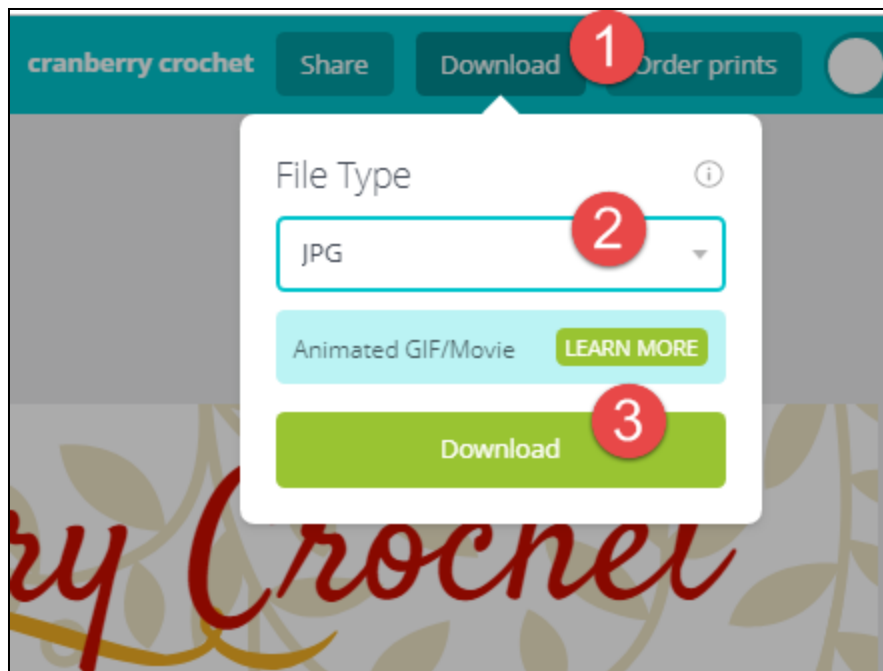 cranberry crochet Share Download 1 Order prints
File Type
JPG 2
Animated GIF/Movie LEARN MORE
Download 3
ry Crochet